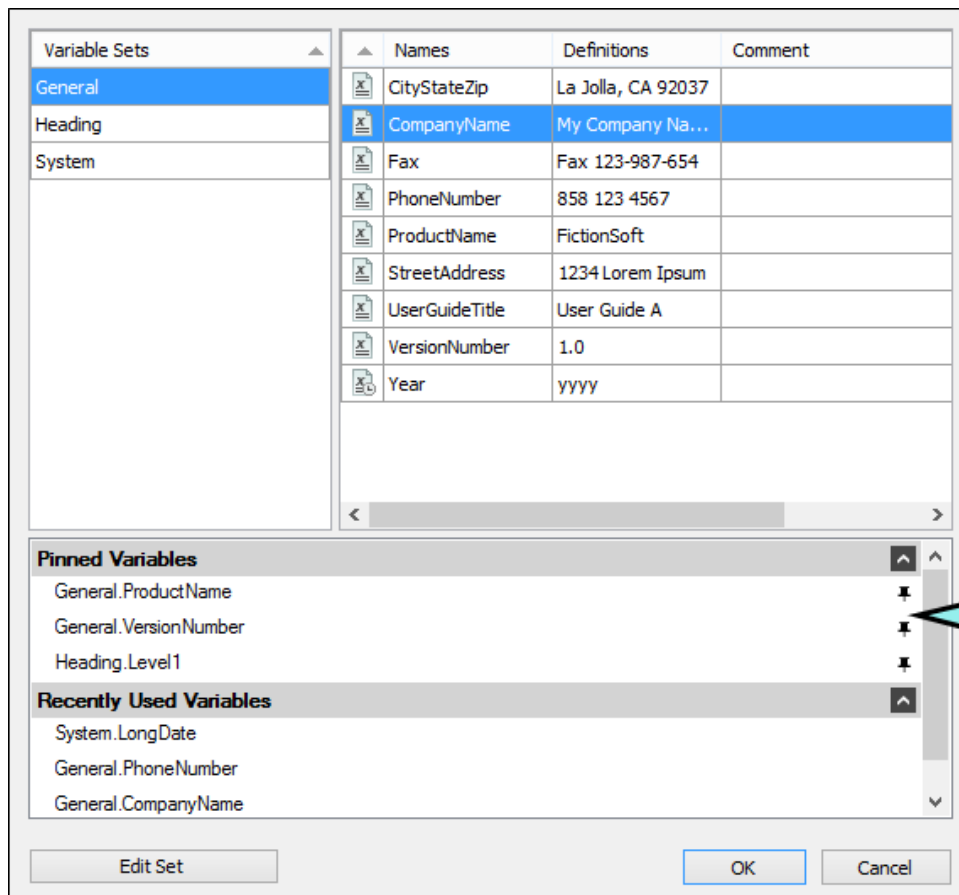 Variable Sets
General
Heading
System
Names Definitions Comment
CityStateZip La Jolla, CA 92037
CompanyName My Company Na...
Fax Fax 123-987-654
PhoneNumber 858 123 4567
ProductName FictionSoft
StreetAddress 1234 Lorem Ipsum
UserGuideTitle User Guide A
VersionNumber 1.0
Year yyyy
Pinned Variables
General.ProductName
General.VersionNumber
Heading.Level1
Recently Used Variables
System.LongDate
General.PhoneNumber
General.CompanyName
Edit Set OK Cancel